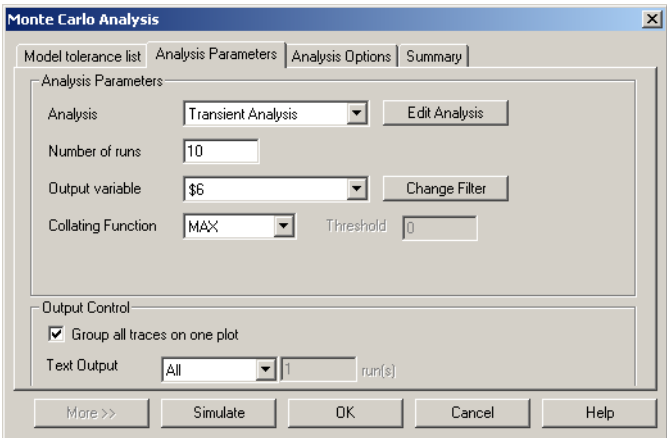 Monte Carlo Analysis
Model tolerance list Analysis Parameters Analysis Options Summary
Analysis Parameters
Analysis Transient Analysis Edit Analysis
Number of runs 10
Output variable $6 Change Filter
Collating Function MAX Threshold 0
Output Control
Group all traces on one plot
Text Output All 1 run(s)
More >> Simulate OK Cancel Help